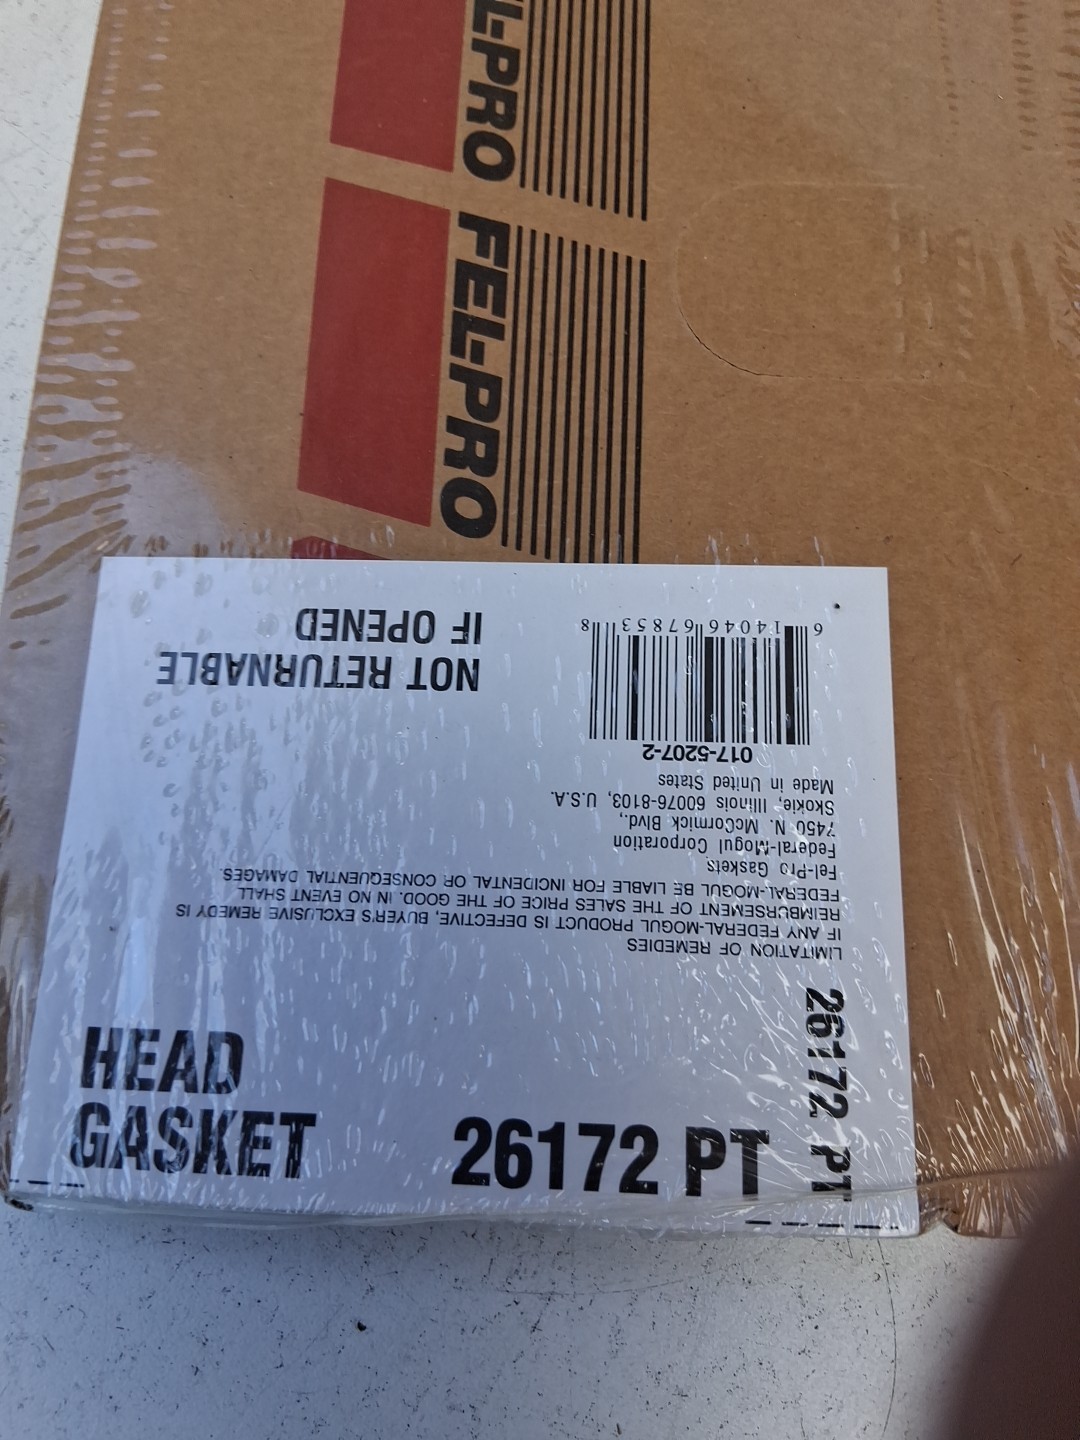 FEL-PRO
FEL-PRO
NOT RETURNABLE
IF OPENED
6 14046 67853 8
017-5207-2
Made in United States
Skokie, Illinois 60076-8103, U.S.A.
7450 N. McCormick Blvd.,
Federal-Mogul Corporation
Fel-Pro Gaskets
LIMITATION OF REMEDIES
IF ANY FEDERAL-MOGUL PRODUCT IS DEFECTIVE, BUYER'S EXCLUSIVE REMEDY IS
REIMBURSEMENT OF THE SALES PRICE OF THE GOOD. IN NO EVENT SHALL
FEDERAL-MOGUL BE LIABLE FOR INCIDENTAL OR CONSEQUENTIAL DAMAGES.
26172 PT
HEAD
GASKET
26172 PT